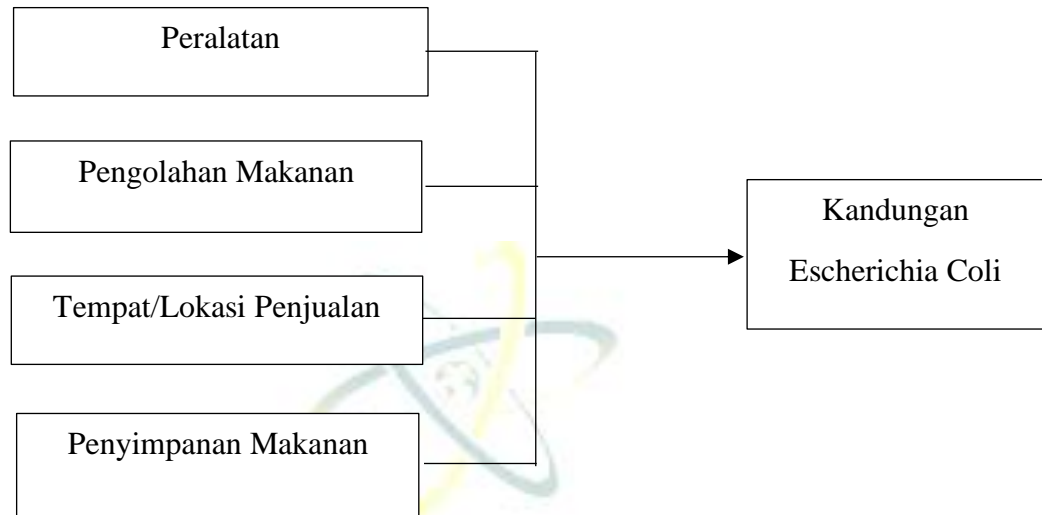 Peralatan
Pengolahan Makanan
Tempat/Lokasi Penjualan
Penyimpanan Makanan
Kandungan
Escherichia Coli